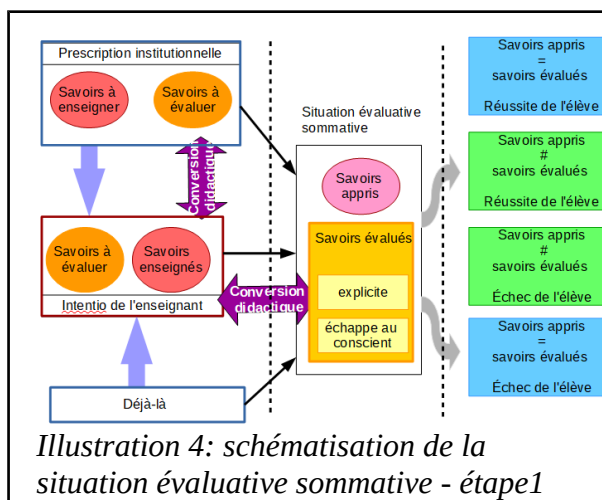 Prescription institutionnelle
Savoirs à
enseigner
Savoirs à
évaluer
Conversion
didactique
Savoirs à
évaluer
Savoirs
enseignés
Intentio de l'enseignant
Déjà-là
Situation évaluative
sommative
Savoirs
appris
Savoirs évalués
explicite
échappe au
conscient
Conversion
didactique
Savoirs appris
=
savoirs évalués
Réussite de l'élève
Savoirs appris
#
savoirs évalués
Réussite de l'élève
Savoirs appris
#
savoirs évalués
Échec de l'élève
Savoirs appris
=
savoirs évalués
Échec de l'élève
Illustration 4: schématisation de la
situation évaluative sommative - étape1